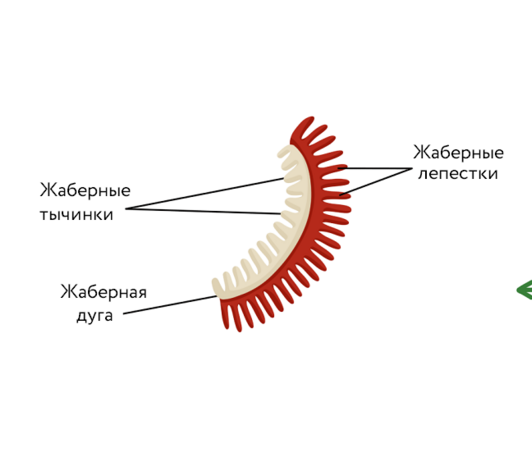 Жаберные
лепестки
Жаберные
тычинки
Жаберная
дуга